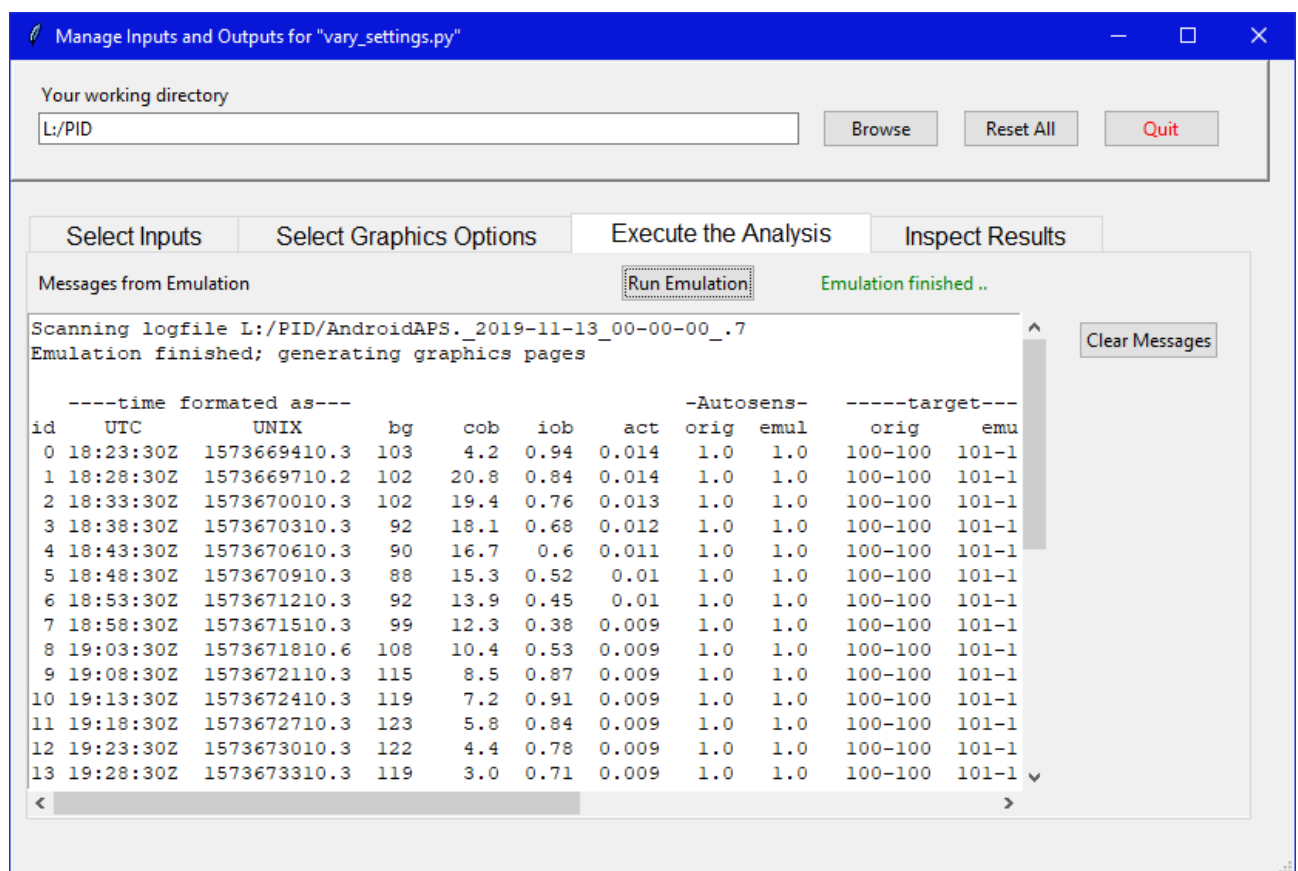 Manage Inputs and Outputs for "vary_settings.py"
Your working directory
L:/PID Browse Reset All Quit
Select Inputs Select Graphics Options Execute the Analysis Inspect Results
Messages from Emulation Run Emulation Emulation finished ..
Scanning logfile L:/PID/AndroidAPS._2019-11-13_00-00-00_.7
Clear Messages
Emulation finished; generating graphics pages
----time formated as--- -Autosens- -----target---
id UTC UNIX bg cob iob act orig emul orig emu
0 18:23:30Z 1573669410.3 103 4.2 0.94 0.014 1.0 1.0 100-100 101-1
1 18:28:30Z 1573669710.2 102 20.8 0.84 0.014 1.0 1.0 100-100 101-1
2 18:33:30Z 1573670010.3 102 19.4 0.76 0.013 1.0 1.0 100-100 101-1
3 18:38:30Z 1573670310.3 92 18.1 0.68 0.012 1.0 1.0 100-100 101-1
4 18:43:30Z 1573670610.3 90 16.7 0.6 0.011 1.0 1.0 100-100 101-1
5 18:48:30Z 1573670910.3 88 15.3 0.52 0.01 1.0 1.0 100-100 101-1
6 18:53:30Z 1573671210.3 92 13.9 0.45 0.01 1.0 1.0 100-100 101-1
7 18:58:30Z 1573671510.3 99 12.3 0.38 0.009 1.0 1.0 100-100 101-1
8 19:03:30Z 1573671810.6 108 10.4 0.53 0.009 1.0 1.0 100-100 101-1
9 19:08:30Z 1573672110.3 115 8.5 0.87 0.009 1.0 1.0 100-100 101-1
10 19:13:30Z 1573672410.3 119 7.2 0.91 0.009 1.0 1.0 100-100 101-1
11 19:18:30Z 1573672710.3 123 5.8 0.84 0.009 1.0 1.0 100-100 101-1
12 19:23:30Z 1573673010.3 122 4.4 0.78 0.009 1.0 1.0 100-100 101-1
13 19:28:30Z 1573673310.3 119 3.0 0.71 0.009 1.0 1.0 100-100 101-1